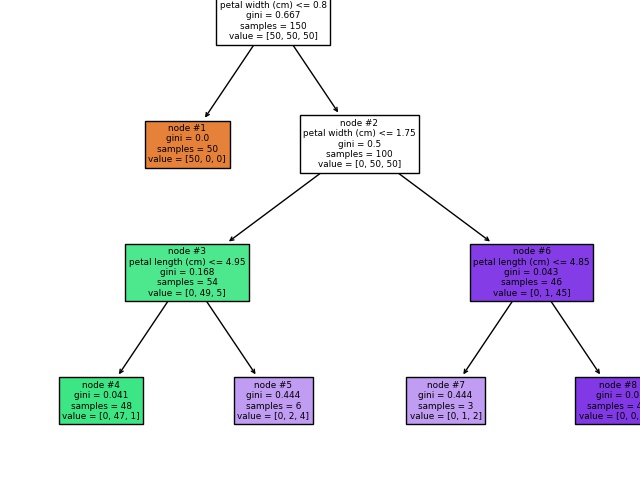 petal width (cm) <= 0.8
gini = 0.667
samples = 150
value = [50, 50, 50]
node #1
gini = 0.0
samples = 50
value = [50, 0, 0]
node #2
petal width (cm) <= 1.75
gini = 0.5
samples = 100
value = [0, 50, 50]
node #3
petal length (cm) <= 4.95
gini = 0.168
samples = 54
value = [0, 49, 5]
node #6
petal length (cm) <= 4.85
gini = 0.043
samples = 46
value = [0, 1, 45]
node #4
gini = 0.041
samples = 48
value = [0, 47, 1]
node #5
gini = 0.444
samples = 6
value = [0, 2, 4]
node #7
gini = 0.444
samples = 3
value = [0, 1, 2]
node #8
gini = 0.0
samples = 4
value = [0, 0,